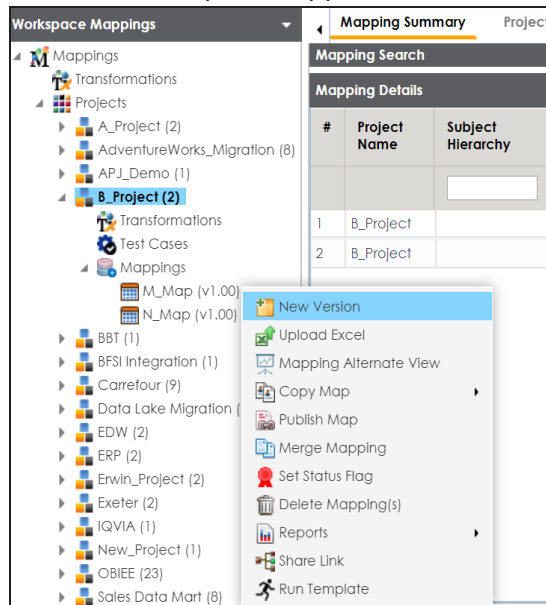 Workspace Mappings
Mapping Summary
Project
Mappings
Transformations
Projects
A_Project (2)
AdventureWorks_Migration (8)
APJ_Demo (1)
B_Project (2)
Transformations
Test Cases
Mappings
M_Map (v1.00)
N_Map (v1.00)
BBT (1)
BFSI Integration (1)
Carrefour (9)
Data Lake Migration (
EDW (2)
ERP (2)
Erwin_Project (2)
Exeter (2)
IQVIA (1)
New_Project (1)
OBIEE (23)
Sales Data Mart (8)
Mapping Search
Mapping Details
# Project Name Subject Hierarchy
1 B_Project
2 B_Project
New Version
Upload Excel
Mapping Alternate View
Copy Map
Publish Map
Merge Mapping
Set Status Flag
Delete Mapping(s)
Reports
Share Link
Run Template